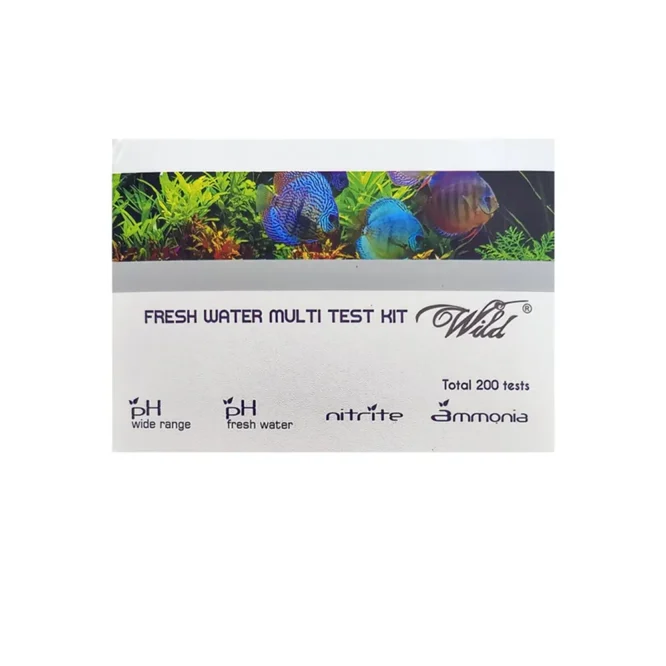 FRESH WATER MULTI TEST KIT Wild®
Total 200 tests
pH pH nitrite ammonia
wide range fresh water